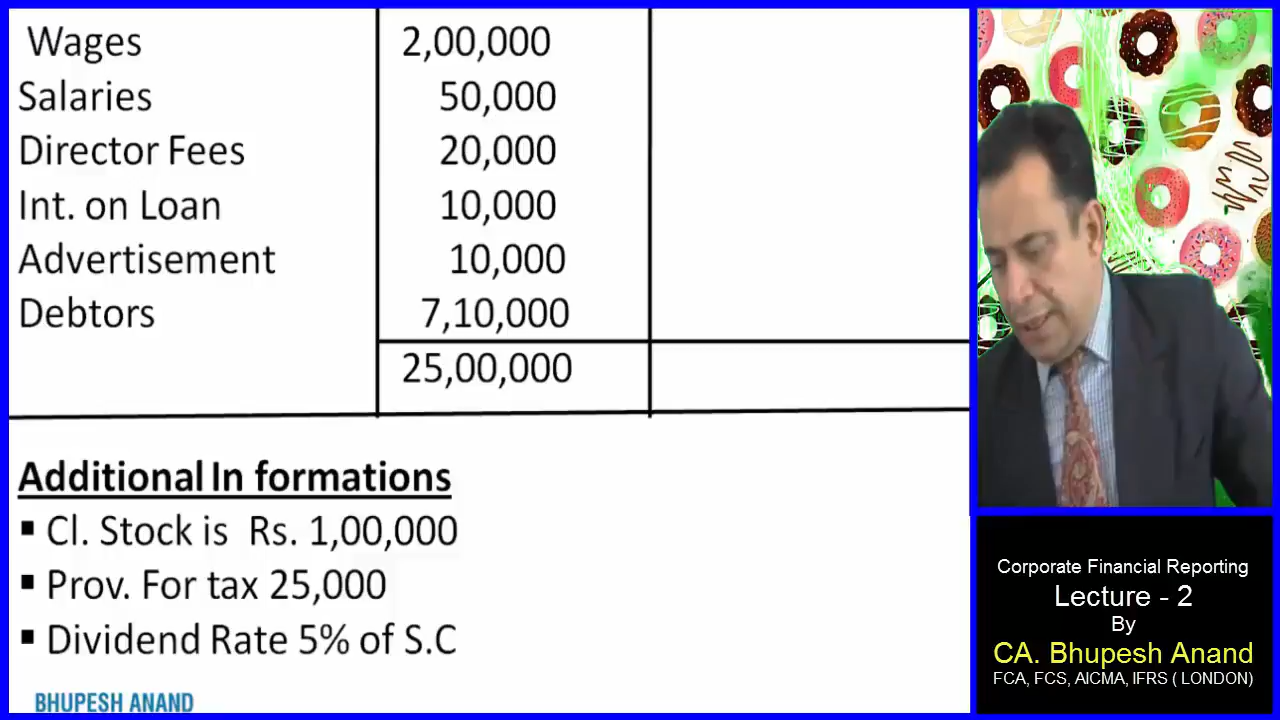 Wages 2,00,000
Salaries 50,000
Director Fees 20,000
Int. on Loan 10,000
Advertisement 10,000
Debtors 7,10,000
25,00,000
Additional In formations
▪ Cl. Stock is Rs. 1,00,000
▪ Prov. For tax 25,000
▪ Dividend Rate 5% of S.C
BHUPESH ANAND
Corporate Financial Reporting
Lecture - 2
By
CA. Bhupesh Anand
FCA, FCS, AICMA, IFRS ( LONDON)